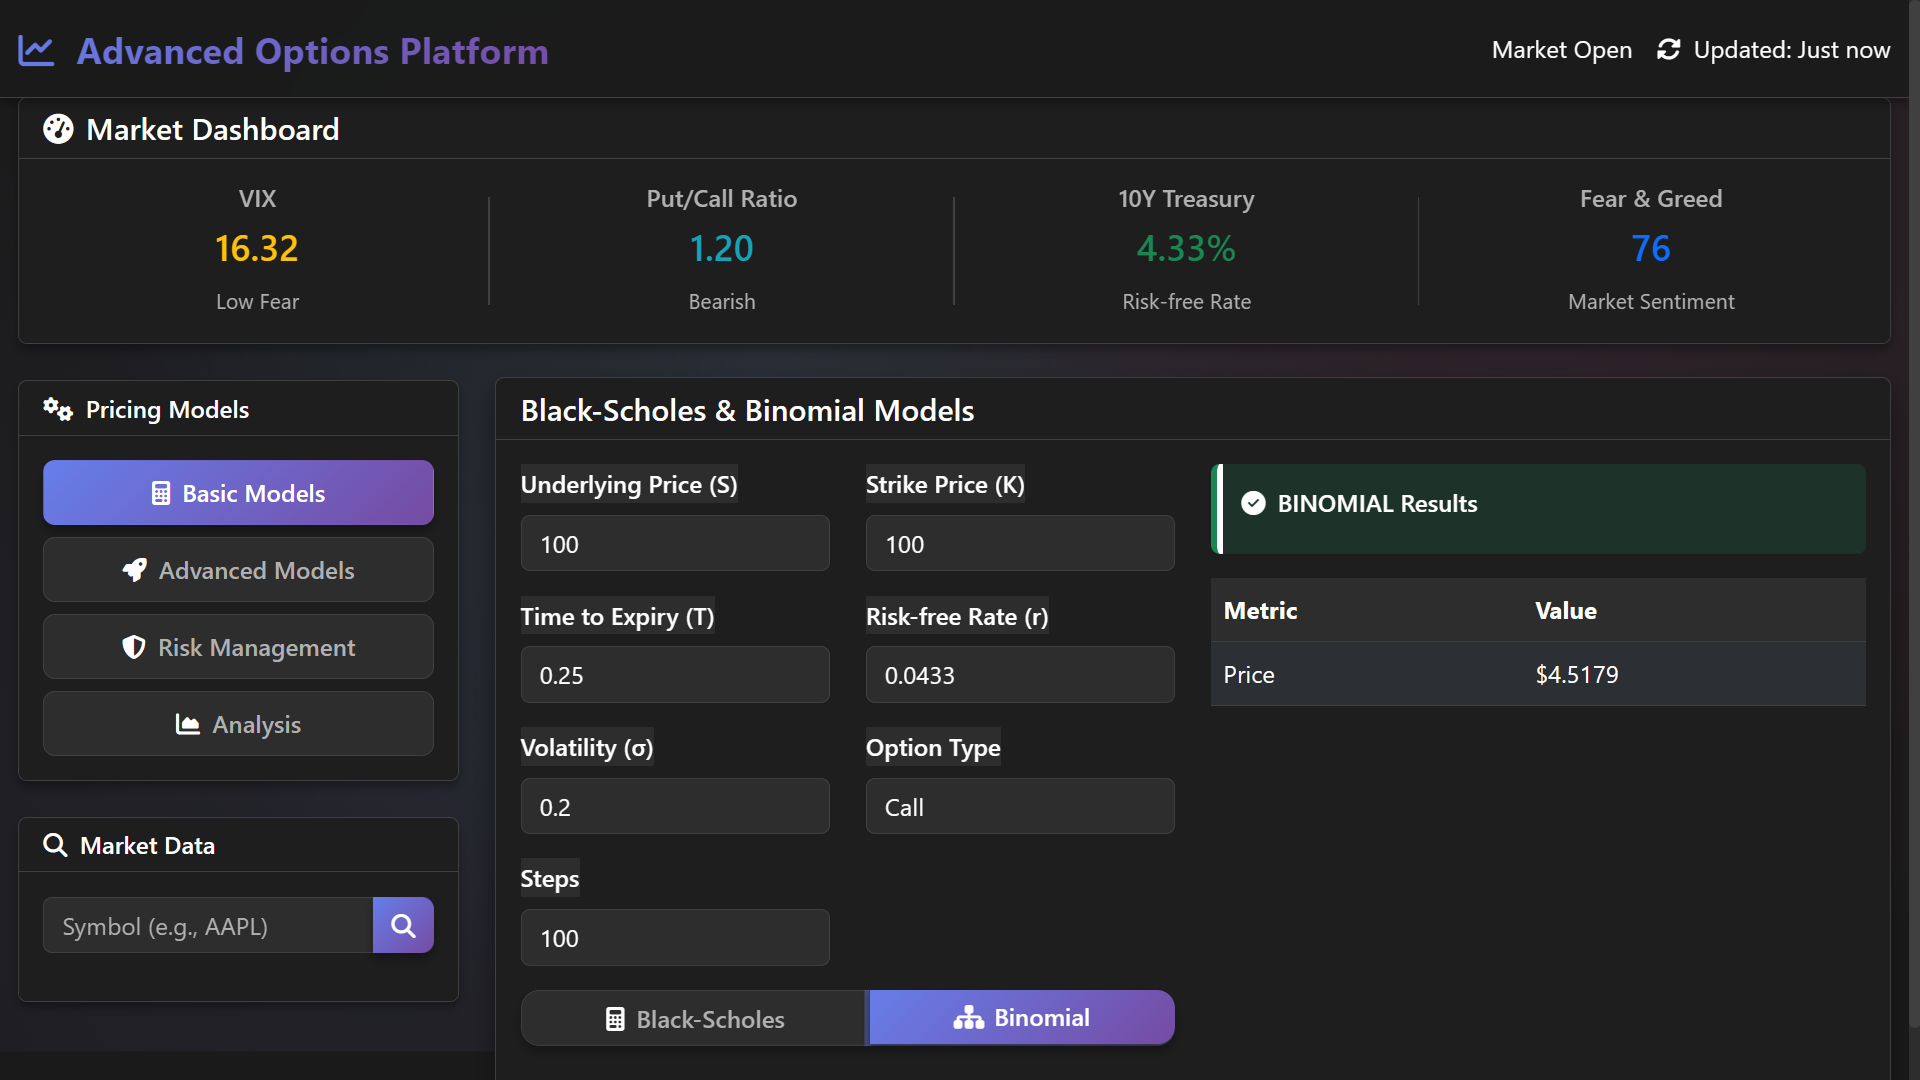 Advanced Options Platform
Market Open
Updated: Just now
Market Dashboard
VIX
16.32
Low Fear
Put/Call Ratio
1.20
Bearish
10Y Treasury
4.33%
Risk-free Rate
Fear & Greed
76
Market Sentiment
Pricing Models
Basic Models
Advanced Models
Risk Management
Analysis
Market Data
Symbol (e.g., AAPL)
Black-Scholes & Binomial Models
Underlying Price (S)
100
Strike Price (K)
100
Time to Expiry (T)
0.25
Risk-free Rate (r)
0.0433
Volatility (σ)
0.2
Option Type
Call
Steps
100
Black-Scholes
Binomial
BINOMIAL Results
Metric Value
Price $4.5179